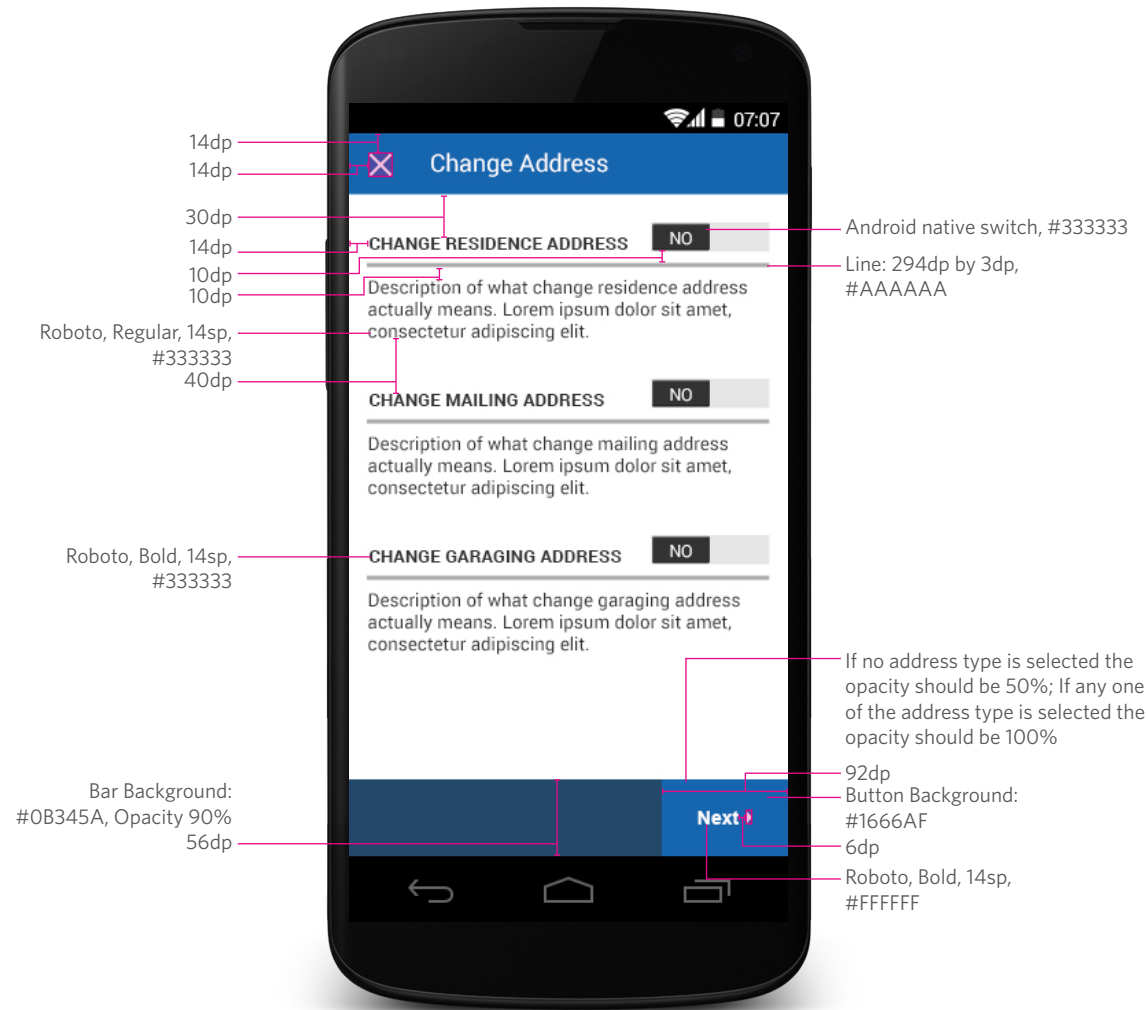 07:07
14dp
14dp
Change Address
30dp
14dp
10dp
10dp
CHANGE RESIDENCE ADDRESS
NO
Android native switch, #333333
Line: 294dp by 3dp,
#AAAAAA
Description of what change residence address
actually means. Lorem ipsum dolor sit amet,
consectetur adipiscing elit.
Roboto, Regular, 14sp,
#333333
40dp
CHANGE MAILING ADDRESS
NO
Description of what change mailing address
actually means. Lorem ipsum dolor sit amet,
consectetur adipiscing elit.
Roboto, Bold, 14sp,
#333333
CHANGE GARAGING ADDRESS
NO
Description of what change garaging address
actually means. Lorem ipsum dolor sit amet,
consectetur adipiscing elit.
If no address type is selected the
opacity should be 50%; If any one
of the address type is selected the
opacity should be 100%
Bar Background:
#0B345A, Opacity 90%
56dp
Next
92dp
Button Background:
#1666AF
6dp
Roboto, Bold, 14sp,
#FFFFFF